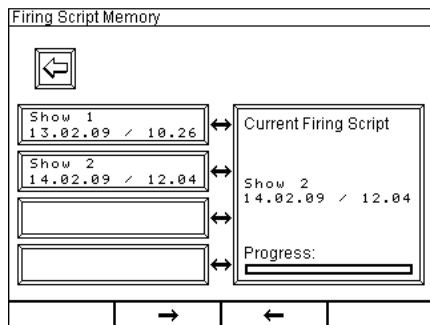 Firing Script Memory
Show 1
13.02.09 / 10.26
Show 2
14.02.09 / 12.04
Current Firing Script
Show 2
14.02.09 / 12.04
Progress: